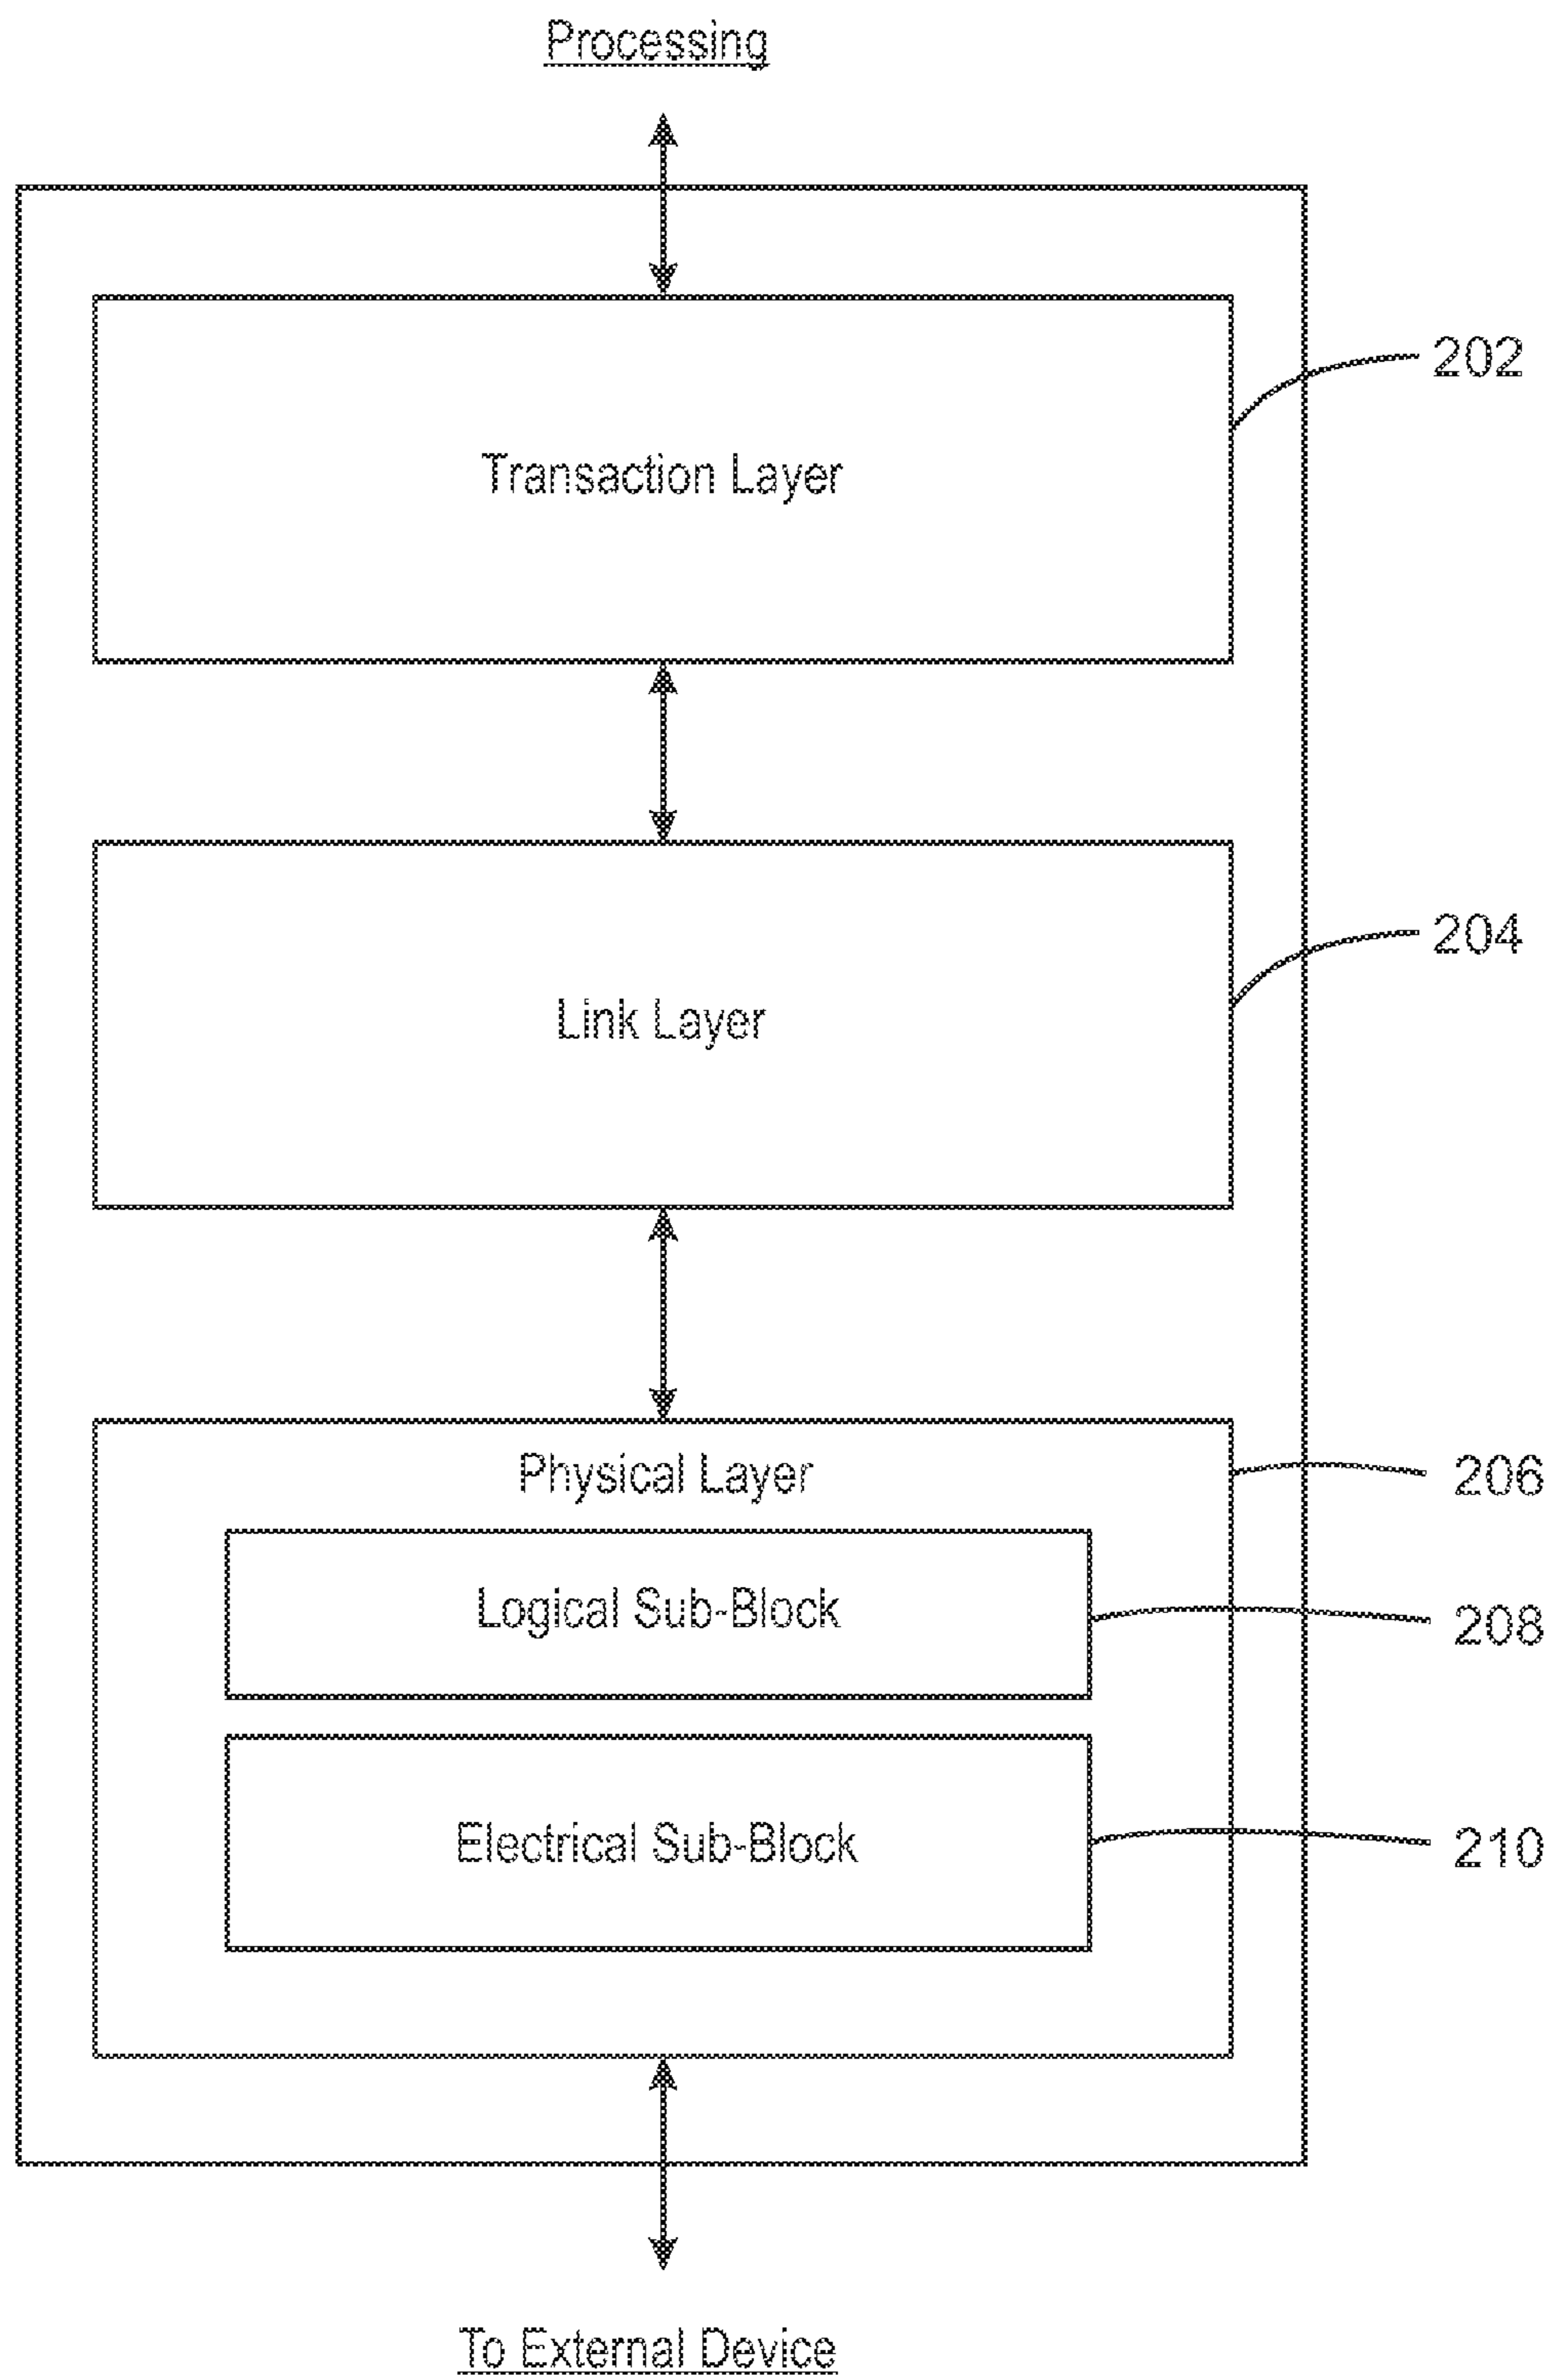 Processing
202
Transaction Layer
204
Link Layer
Physical Layer
206
Logical Sub-Block
208
Electrical Sub-Block
210
To External Device